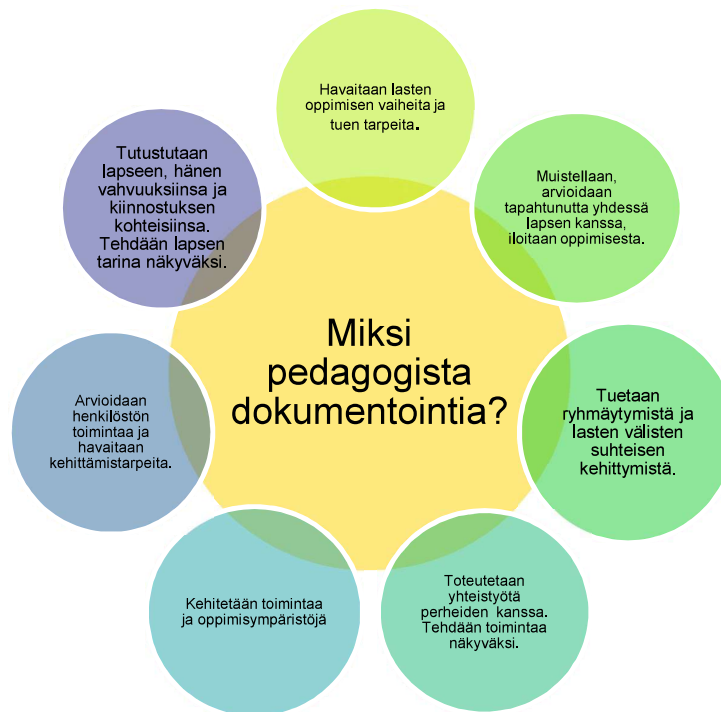 Havaitaan lasten
oppimisen vaiheita ja
tuen tarpeita.
Muistellaan,
arvioidaan
tapahtunutta yhdessä
lapsen kanssa,
iloitaan oppimisesta.
Tuetaan
ryhmäytymistä ja
lasten välisten
suhteisen
kehittymistä.
Toteutetaan
yhteistyötä
perheiden kanssa.
Tehdään toimintaa
näkyväksi.
Kehitetään toimintaa
ja oppimisympäristöjä
Arvioidaan
henkilöstön
toimintaa ja
havaitaan
kehittämistarpeita.
Tutustutaan
lapseen, hänen
vahvuuksiinsa ja
kiinnostuksen
kohteisiinsa.
Tehdään lapsen
tarina näkyväksi.
Miksi
pedagogista
dokumentointia?